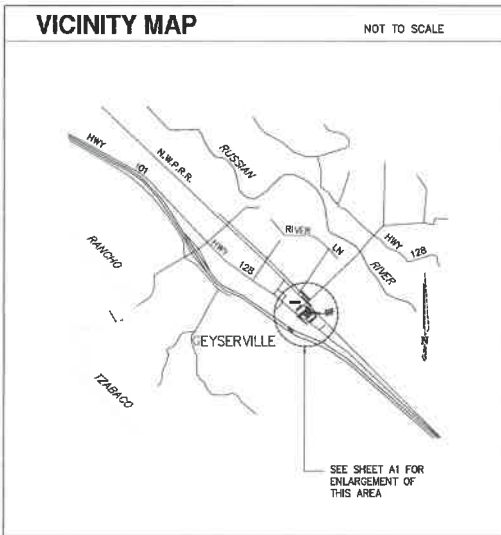 VICINITY MAP
NOT TO SCALE
HWY
101
N.W.P.R.R.
RUSSIAN
RIVER
RANCHO
TZABACO
HWY
128
RIVER
LN
HWY
128
GEYSERVILLE
SEE SHEET A1 FOR
ENLARGEMENT OF
THIS AREA